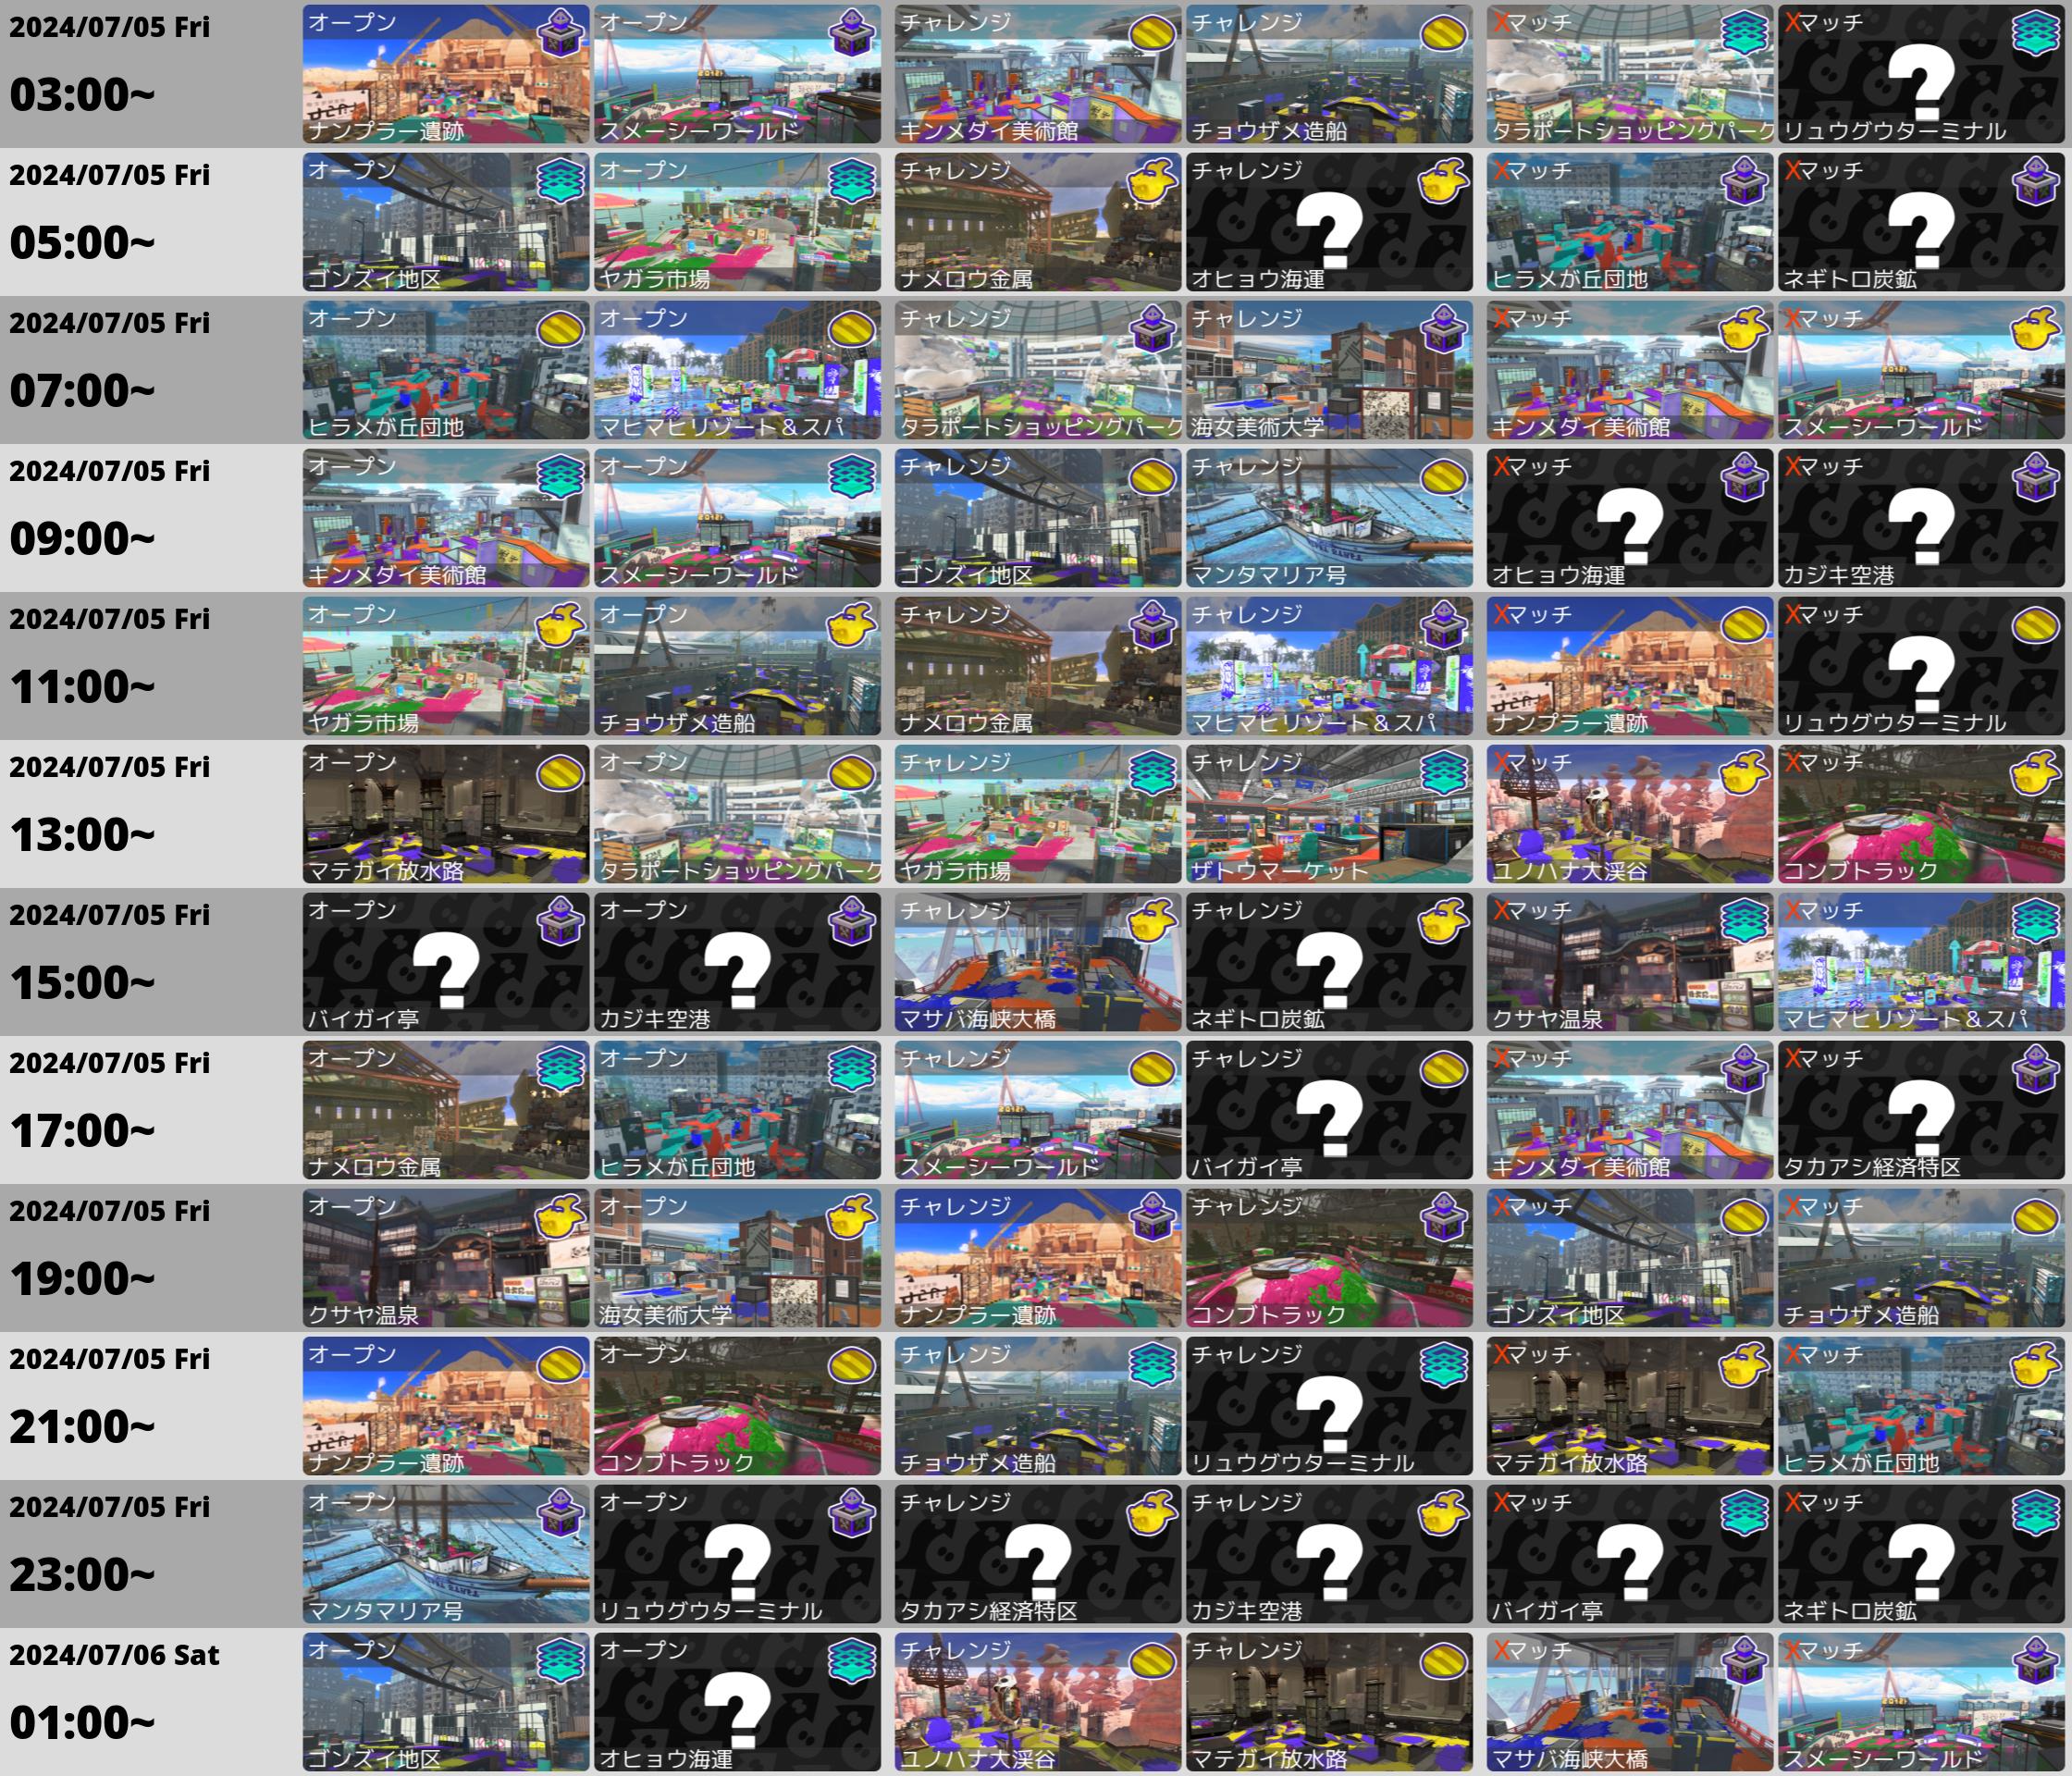 2024/07/05 Fri
03:00~
オープン
ナンプラー遺跡
オープン
スメーシーワールド
チャレンジ
キンメダイ美術館
チャレンジ
チョウザメ造船
Xマッチ
タラポートショッピングパーク
Xマッチ
リュウグウターミナル
2024/07/05 Fri
05:00~
オープン
ゴンズイ地区
オープン
ヤガラ市場
チャレンジ
ナメロウ金属
チャレンジ
オヒョウ海運
Xマッチ
ヒラメが丘団地
Xマッチ
ネギトロ炭鉱
2024/07/05 Fri
07:00~
オープン
ヒラメが丘団地
オープン
マヒマヒリゾート&スパ
チャレンジ
タラポートショッピングパーク
チャレンジ
海女美術大学
Xマッチ
キンメダイ美術館
Xマッチ
スメーシーワールド
2024/07/05 Fri
09:00~
オープン
キンメダイ美術館
オープン
スメーシーワールド
チャレンジ
ゴンズイ地区
チャレンジ
マンタマリア号
Xマッチ
オヒョウ海運
Xマッチ
カジキ空港
2024/07/05 Fri
11:00~
オープン
ヤガラ市場
オープン
チョウザメ造船
チャレンジ
ナメロウ金属
チャレンジ
マヒマヒリゾート&スパ
Xマッチ
ナンプラー遺跡
Xマッチ
リュウグウターミナル
2024/07/05 Fri
13:00~
オープン
マテガイ放水路
オープン
タラポートショッピングパーク
チャレンジ
ヤガラ市場
チャレンジ
ザトウマーケット
Xマッチ
ユノハナ大渓谷
Xマッチ
コンブトラック
2024/07/05 Fri
15:00~
オープン
バイガイ亭
オープン
カジキ空港
チャレンジ
マサバ海峡大橋
チャレンジ
ネギトロ炭鉱
Xマッチ
クサヤ温泉
Xマッチ
マヒマヒリゾート&スパ
2024/07/05 Fri
17:00~
オープン
ナメロウ金属
オープン
ヒラメが丘団地
チャレンジ
スメーシーワールド
チャレンジ
バイガイ亭
Xマッチ
キンメダイ美術館
Xマッチ
タカアシ経済特区
2024/07/05 Fri
19:00~
オープン
クサヤ温泉
オープン
海女美術大学
チャレンジ
ナンプラー遺跡
チャレンジ
コンブトラック
Xマッチ
ゴンズイ地区
Xマッチ
チョウザメ造船
2024/07/05 Fri
21:00~
オープン
ナンプラー遺跡
オープン
コンブトラック
チャレンジ
チョウザメ造船
チャレンジ
リュウグウターミナル
Xマッチ
マテガイ放水路
Xマッチ
ヒラメが丘団地
2024/07/05 Fri
23:00~
オープン
マンタマリア号
オープン
リュウグウターミナル
チャレンジ
タカアシ経済特区
チャレンジ
カジキ空港
Xマッチ
バイガイ亭
Xマッチ
ネギトロ炭鉱
2024/07/06 Sat
01:00~
オープン
ゴンズイ地区
オープン
オヒョウ海運
チャレンジ
ユノハナ大渓谷
チャレンジ
マテガイ放水路
Xマッチ
マサバ海峡大橋
Xマッチ
スメーシーワールド